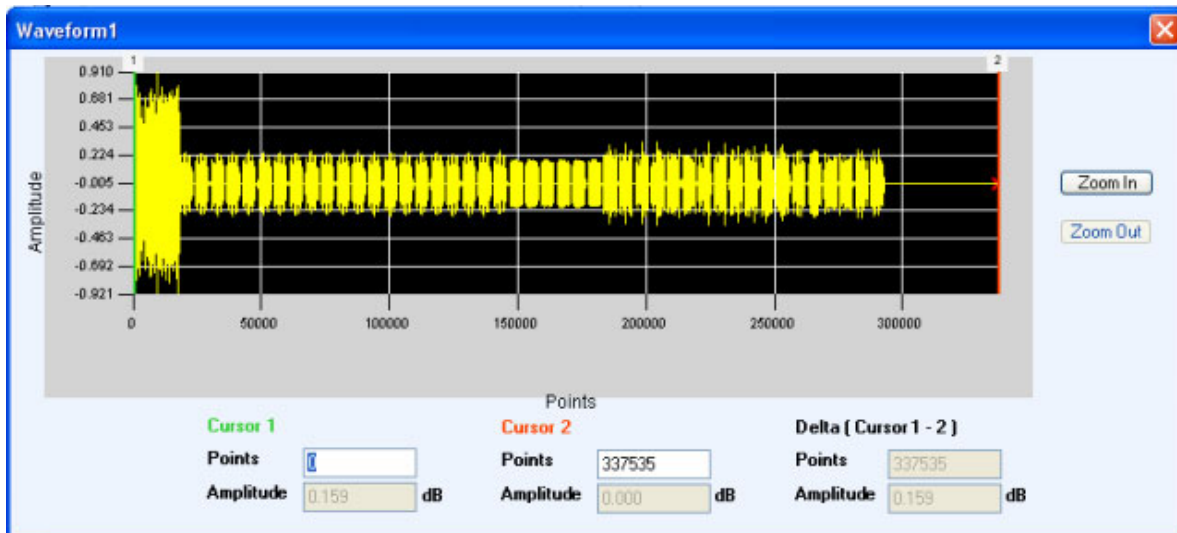 Waveform1
1
2
0.910
0.681
0.453
0.224
-0.005
-0.234
-0.463
-0.692
-0.921
Amplitude
0
50000
100000
150000
200000
250000
300000
Points
Zoom In
Zoom Out
Cursor 1
Cursor 2
Delta ( Cursor 1 - 2 )
Points 0
Points 337535
Points 337535
Amplitude 0.159 dB
Amplitude 0.000 dB
Amplitude 0.159 dB